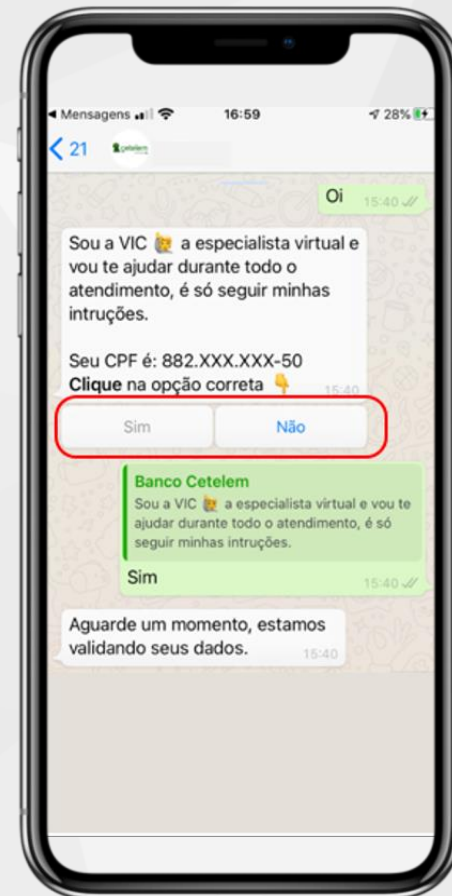 Mensagens 16:59 28%
21 cetelem
Oi 15:40
Sou a VIC 🙋 a especialista virtual e
vou te ajudar durante todo o
atendimento, é só seguir minhas
intruções.
Seu CPF é: 882.XXX.XXX-50
Clique na opção correta 👇 15:40
Sim Não
Banco Cetelem
Sou a VIC 🙋 a especialista virtual e vou te
ajudar durante todo o atendimento, é só
seguir minhas intruções.
Sim 15:40
Aguarde um momento, estamos
validando seus dados. 15:40